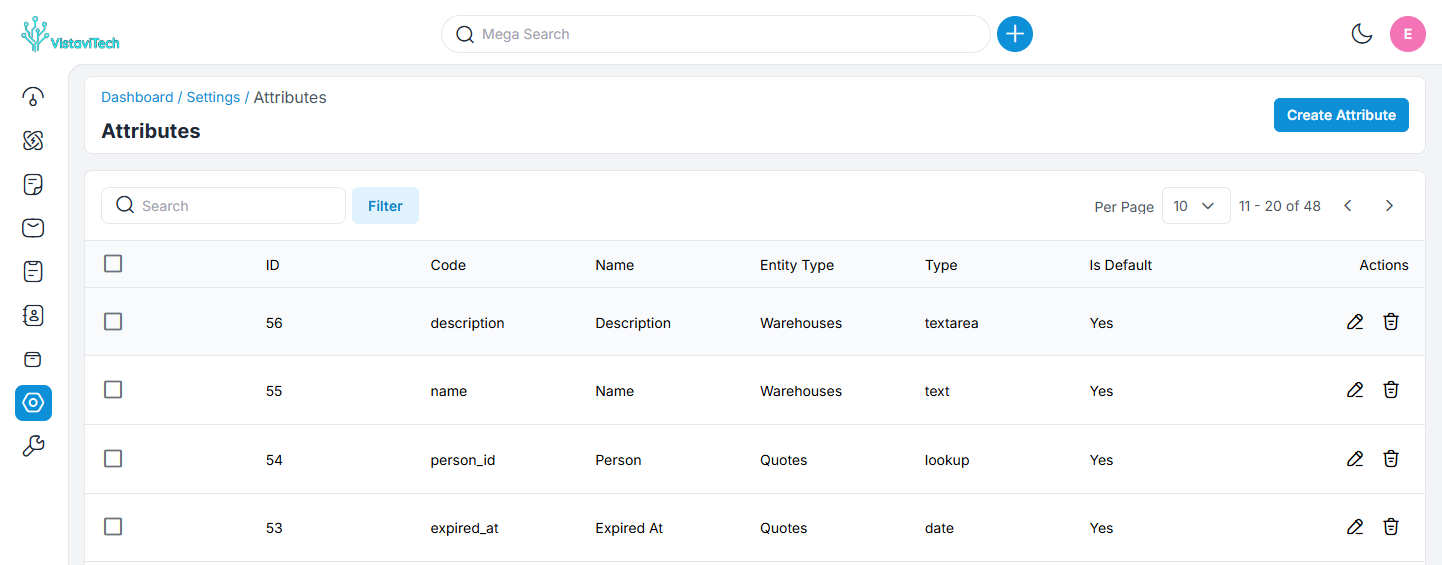 VistaviTech
Mega Search
E
Dashboard / Settings / Attributes
Attributes
Create Attribute
Search
Filter
Per Page
10
11 - 20 of 48
ID Code Name Entity Type Type Is Default Actions
56 description Description Warehouses textarea Yes
55 name Name Warehouses text Yes
54 person_id Person Quotes lookup Yes
53 expired_at Expired At Quotes date Yes